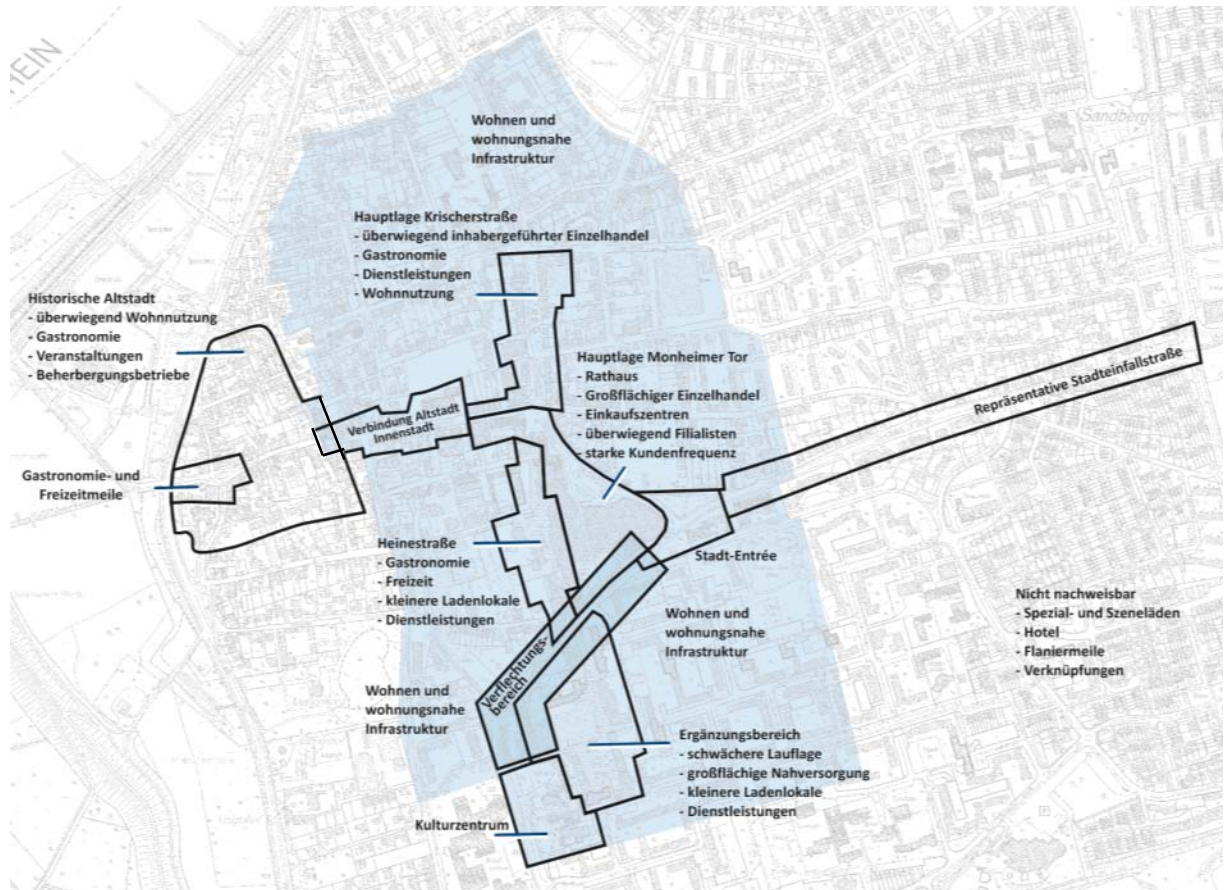 HEIN
Sandberg
Wohnen und
wohnungsnahe
Infrastruktur
Hauptlage Krischerstraße
- überwiegend inhabergeführter Einzelhandel
- Gastronomie
- Dienstleistungen
- Wohnnutzung
Historische Altstadt
- überwiegend Wohnnutzung
- Gastronomie
- Veranstaltungen
- Beherbergungsbetriebe
Hauptlage Monheimer Tor
- Rathaus
- Großflächiger Einzelhandel
- Einkaufszentren
- überwiegend Filialisten
- starke Kundenfrequenz
Repräsentative Stadteinfallstraße
Verbindung Altstadt
Innenstadt
Gastronomie- und
Freizeitmeile
Heinestraße
- Gastronomie
- Freizeit
- kleinere Ladenlokale
- Dienstleistungen
Stadt-Entrée
Nicht nachweisbar
- Spezial- und Szeneläden
- Hotel
- Flaniermeile
- Verknüpfungen
Wohnen und
wohnungsnahe
Infrastruktur
Verflechtungs-
bereich
Wohnen und
wohnungsnahe
Infrastruktur
Ergänzungsbereich
- schwächere Lauflage
- großflächige Nahversorgung
- kleinere Ladenlokale
- Dienstleistungen
Kulturzentrum